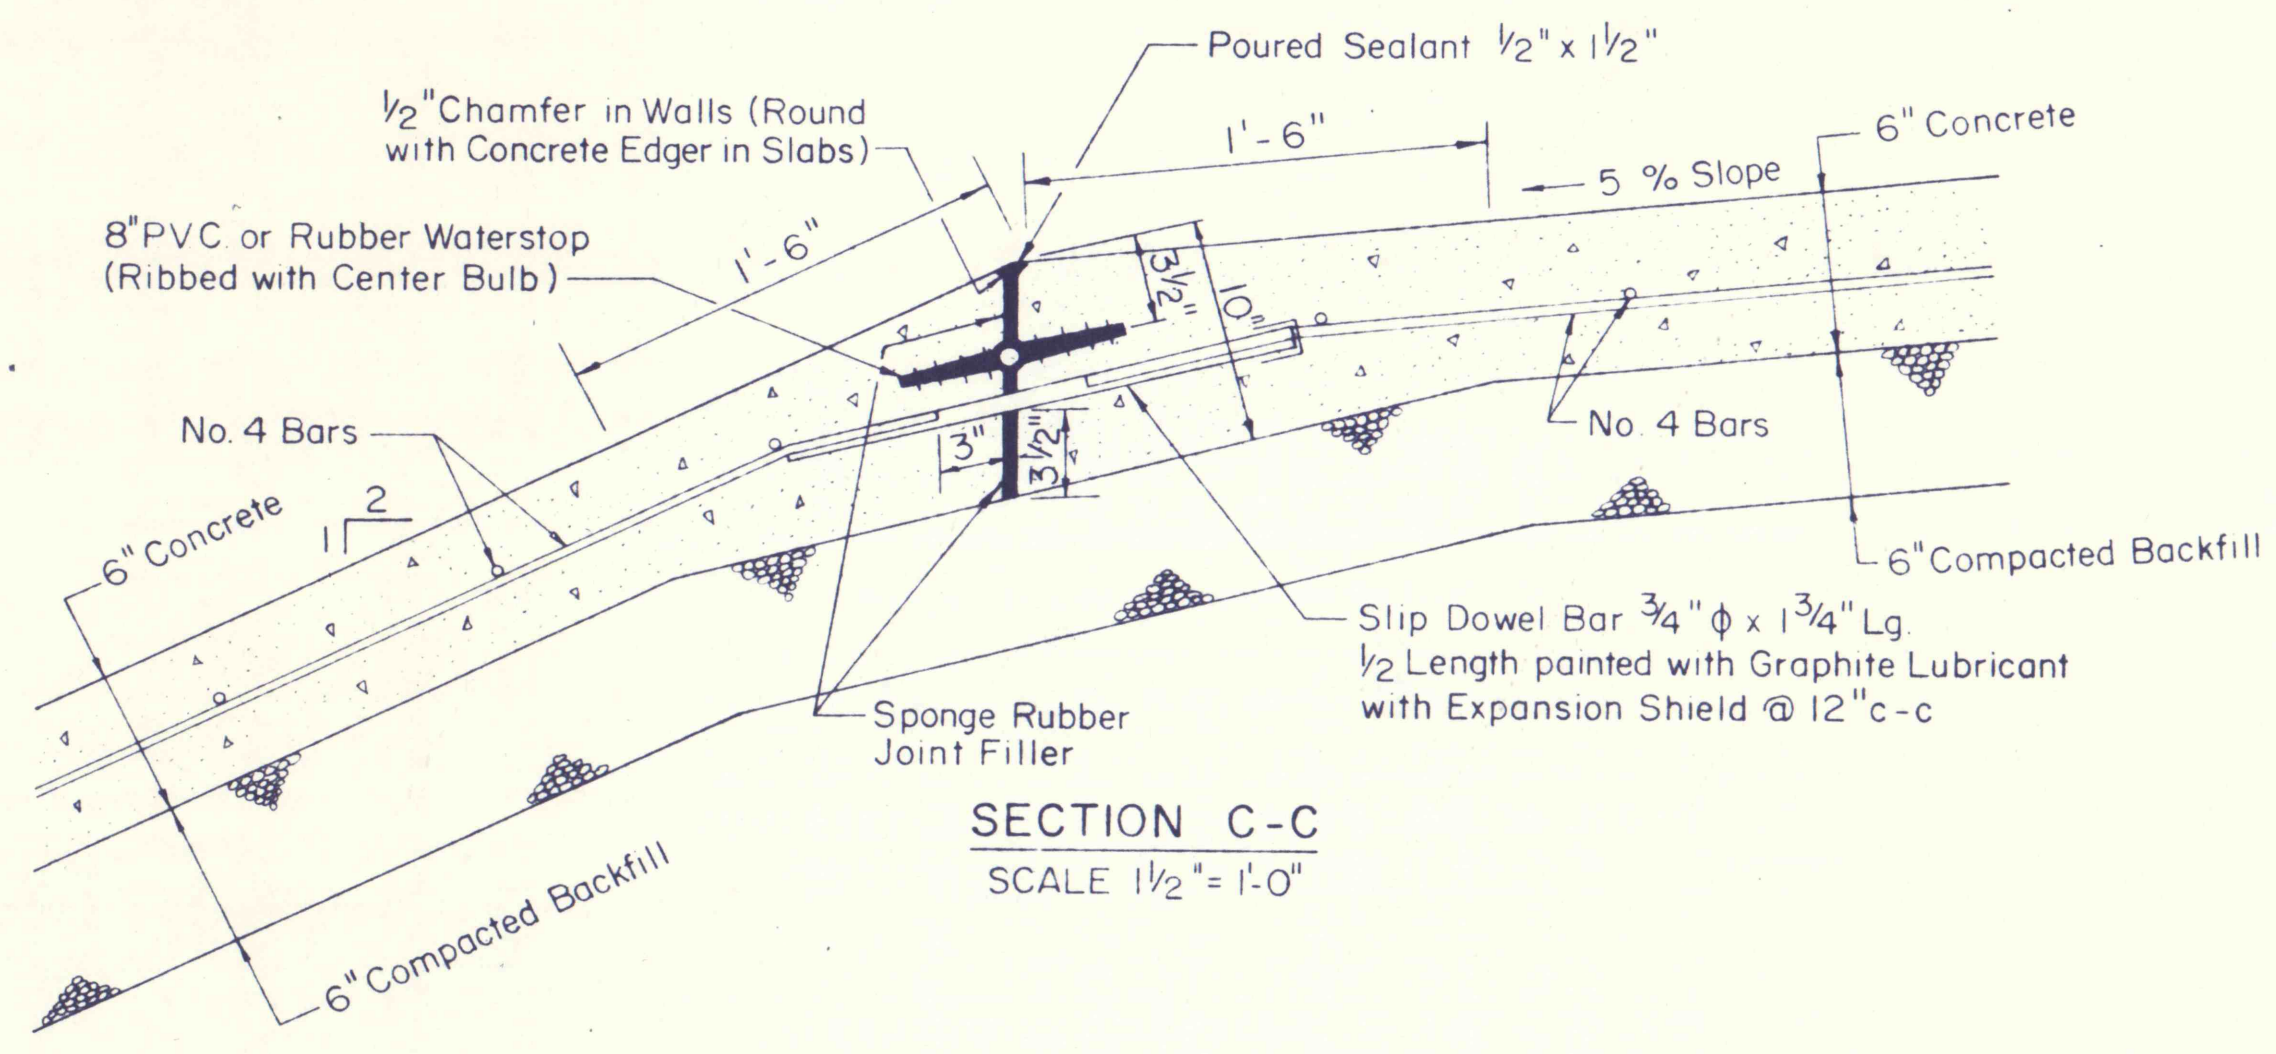 Poured Sealant 1/2" x 1 1/2"
1/2" Chamfer in Walls (Round
with Concrete Edger in Slabs)
1'-6"
6" Concrete
5 % Slope
8" PVC or Rubber Waterstop
(Ribbed with Center Bulb)
1'-6"
3 1/2"
10"
No. 4 Bars
No. 4 Bars
3"
3 1/2"
1
2
6" Concrete
6" Compacted Backfill
Slip Dowel Bar 3/4" ϕ x 1 3/4" Lg.
1/2 Length painted with Graphite Lubricant
with Expansion Shield @ 12" c-c
Sponge Rubber
Joint Filler
SECTION C-C
SCALE 1 1/2" = 1'-0"
6" Compacted Backfill